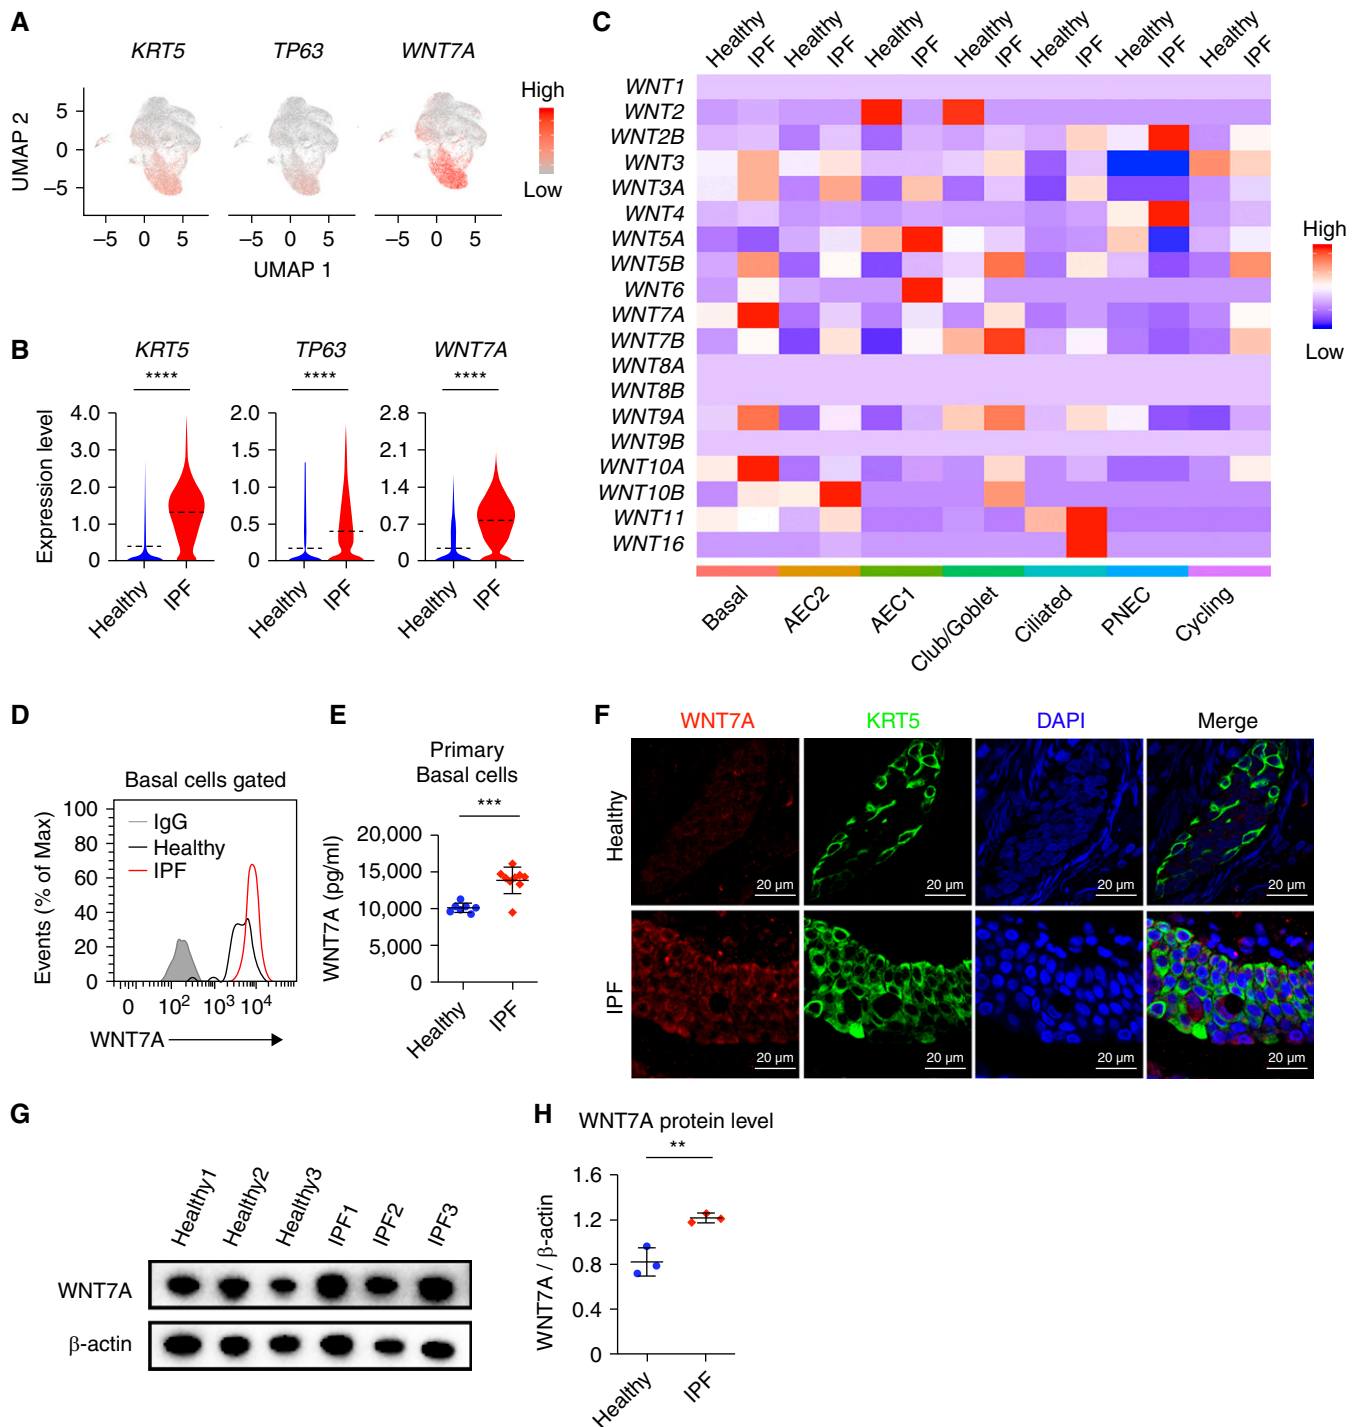 A
KRT5 TP63 WNT7A
High
Low
UMAP 2
5
0
–5
–5 0 5 –5 0 5 –5 0 5
UMAP 1
B
KRT5 TP63 WNT7A
**** **** ****
Expression level
4.0
3.0
2.0
1.0
0
2.0
1.5
1.0
0.5
0
2.8
2.1
1.4
0.7
0
Healthy IPF Healthy IPF Healthy IPF
C
Healthy IPF Healthy IPF Healthy IPF Healthy IPF Healthy IPF Healthy IPF Healthy IPF
WNT1
WNT2
WNT2B
WNT3
WNT3A
WNT4
WNT5A
WNT5B
WNT6
WNT7A
WNT7B
WNT8A
WNT8B
WNT9A
WNT9B
WNT10A
WNT10B
WNT11
WNT16
Basal AEC2 AEC1 Club/Goblet Ciliated PNEC Cycling
High
Low
D
Basal cells gated
IgG
Healthy
IPF
Events (% of Max)
100
80
60
40
20
0
0 10² 10³ 10⁴
WNT7A
E
Primary
Basal cells
***
WNT7A (pg/ml)
20,000
15,000
10,000
5,000
0
Healthy IPF
F
WNT7A KRT5 DAPI Merge
Healthy
20 µm 20 µm 20 µm 20 µm
IPF
20 µm 20 µm 20 µm 20 µm
G
Healthy1 Healthy2 Healthy3 IPF1 IPF2 IPF3
WNT7A
β-actin
H
WNT7A protein level
**
WNT7A / β-actin
1.6
1.2
0.8
0.4
0
Healthy IPF